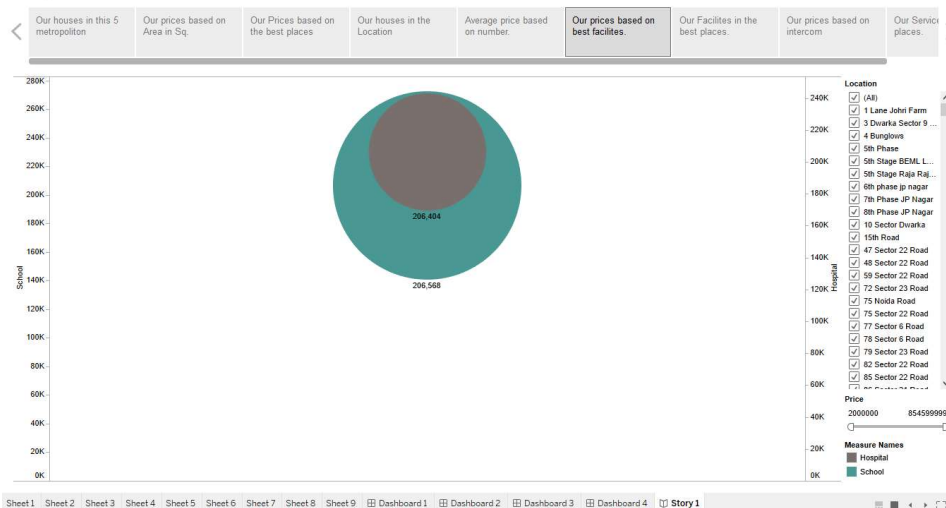 Our houses in this 5
metropoliton
Our prices based on
Area in Sq.
Our Prices based on
the best places
Our houses in the
Location
Average price based
on number.
Our prices based on
best facilites.
Our Facilites in the
best places.
Our prices based on
intercom
Our Service
places.
280K
260K
240K
220K
200K
180K
160K
140K
120K
100K
80K
60K
40K
20K
0K
School
206,404
206,568
240K
220K
200K
180K
160K
140K
120K
100K
80K
60K
40K
20K
0K
Hospital
Location
(All)
1 Lane Johri Farm
3 Dwarka Sector 9 ...
4 Bunglows
5th Phase
5th Stage BEML L...
5th Stage Raja Raj...
6th phase jp nagar
7th Phase JP Nagar
8th Phase JP Nagar
10 Sector Dwarka
15th Road
47 Sector 22 Road
48 Sector 22 Road
59 Sector 22 Road
72 Sector 23 Road
75 Noida Road
75 Sector 22 Road
77 Sector 6 Road
78 Sector 6 Road
79 Sector 23 Road
82 Sector 22 Road
85 Sector 22 Road
Price
2000000 854599999
Measure Names
Hospital
School
Sheet 1 Sheet 2 Sheet 3 Sheet 4 Sheet 5 Sheet 6 Sheet 7 Sheet 8 Sheet 9 Dashboard 1 Dashboard 2 Dashboard 3 Dashboard 4 Story 1